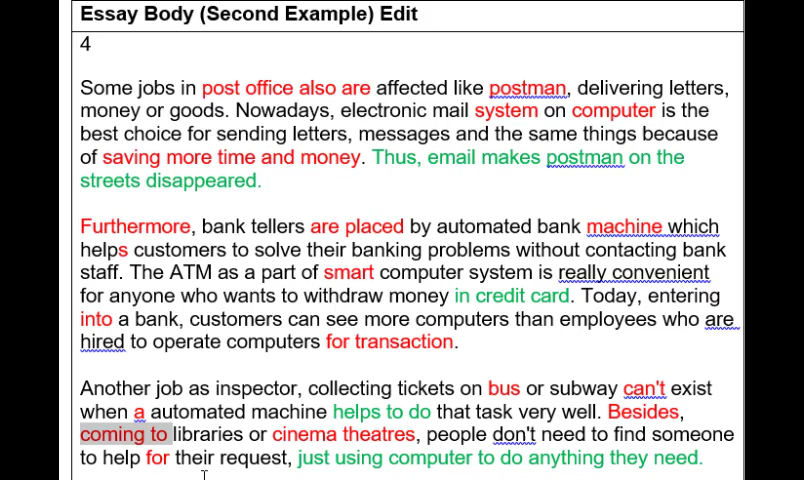 Essay Body (Second Example) Edit
4
Some jobs in post office also are affected like postman, delivering letters,
money or goods. Nowadays, electronic mail system on computer is the
best choice for sending letters, messages and the same things because
of saving more time and money. Thus, email makes postman on the
streets disappeared.
Furthermore, bank tellers are placed by automated bank machine which
helps customers to solve their banking problems without contacting bank
staff. The ATM as a part of smart computer system is really convenient
for anyone who wants to withdraw money in credit card. Today, entering
into a bank, customers can see more computers than employees who are
hired to operate computers for transaction.
Another job as inspector, collecting tickets on bus or subway can't exist
when a automated machine helps to do that task very well. Besides,
coming to libraries or cinema theatres, people don't need to find someone
to help for their request, just using computer to do anything they need.